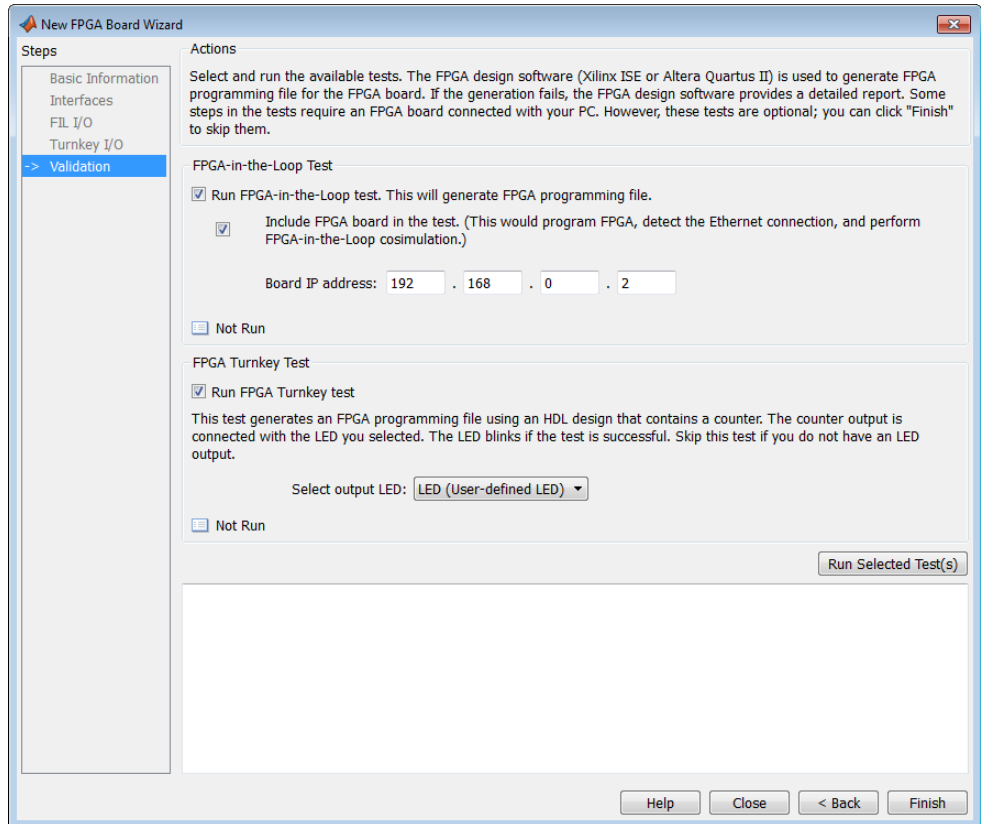 New FPGA Board Wizard
Steps
Basic Information
Interfaces
FIL I/O
Turnkey I/O
-> Validation
Actions
Select and run the available tests. The FPGA design software (Xilinx ISE or Altera Quartus II) is used to generate FPGA
programming file for the FPGA board. If the generation fails, the FPGA design software provides a detailed report. Some
steps in the tests require an FPGA board connected with your PC. However, these tests are optional; you can click "Finish"
to skip them.
FPGA-in-the-Loop Test
Run FPGA-in-the-Loop test. This will generate FPGA programming file.
Include FPGA board in the test. (This would program FPGA, detect the Ethernet connection, and perform
FPGA-in-the-Loop cosimulation.)
Board IP address: 192 . 168 . 0 . 2
Not Run
FPGA Turnkey Test
Run FPGA Turnkey test
This test generates an FPGA programming file using an HDL design that contains a counter. The counter output is
connected with the LED you selected. The LED blinks if the test is successful. Skip this test if you do not have an LED
output.
Select output LED: LED (User-defined LED)
Not Run
Run Selected Test(s)
Help Close < Back Finish